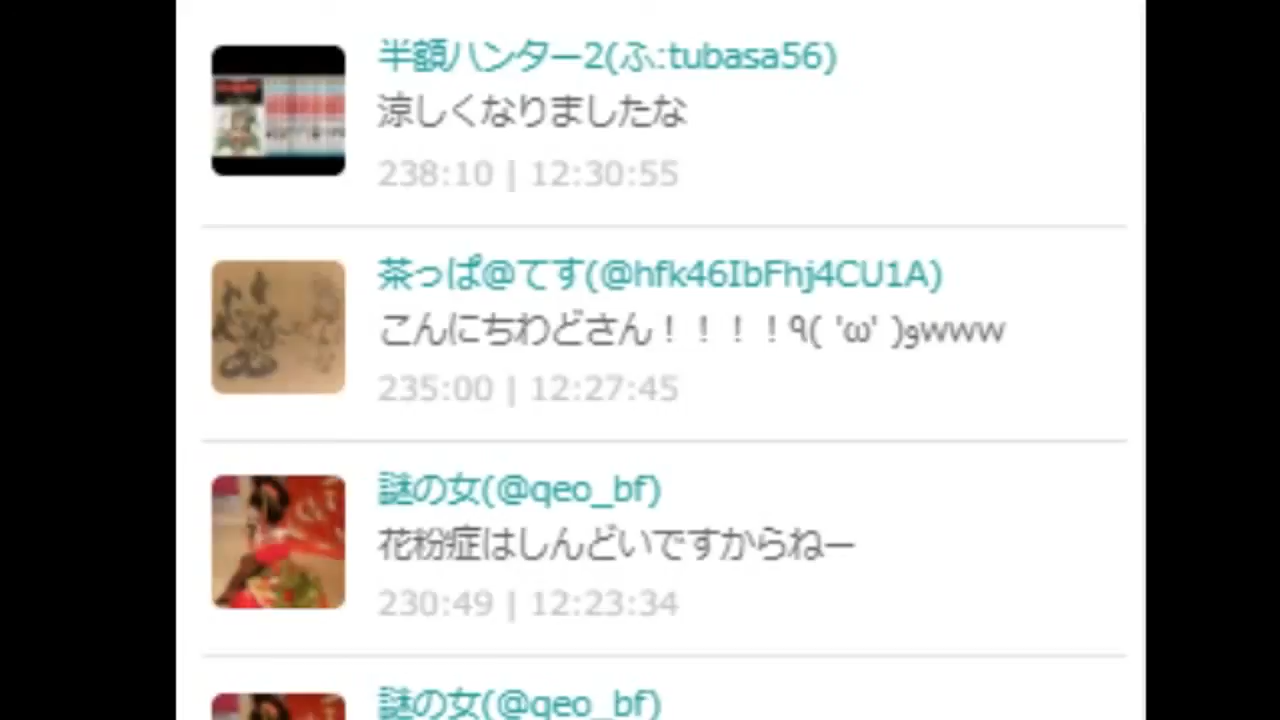 半額ハンター2(ふ:tubasa56)
涼しくなりましたな
238:10 | 12:30:55
茶っぱ@てす(@hfk46IbFhj4CU1A)
こんにちわどさん！！！！٩( 'ω' )وwww
235:00 | 12:27:45
謎の女(@qeo_bf)
花粉症はしんどいですからねー
230:49 | 12:23:34
謎の女(@qeo_bf)